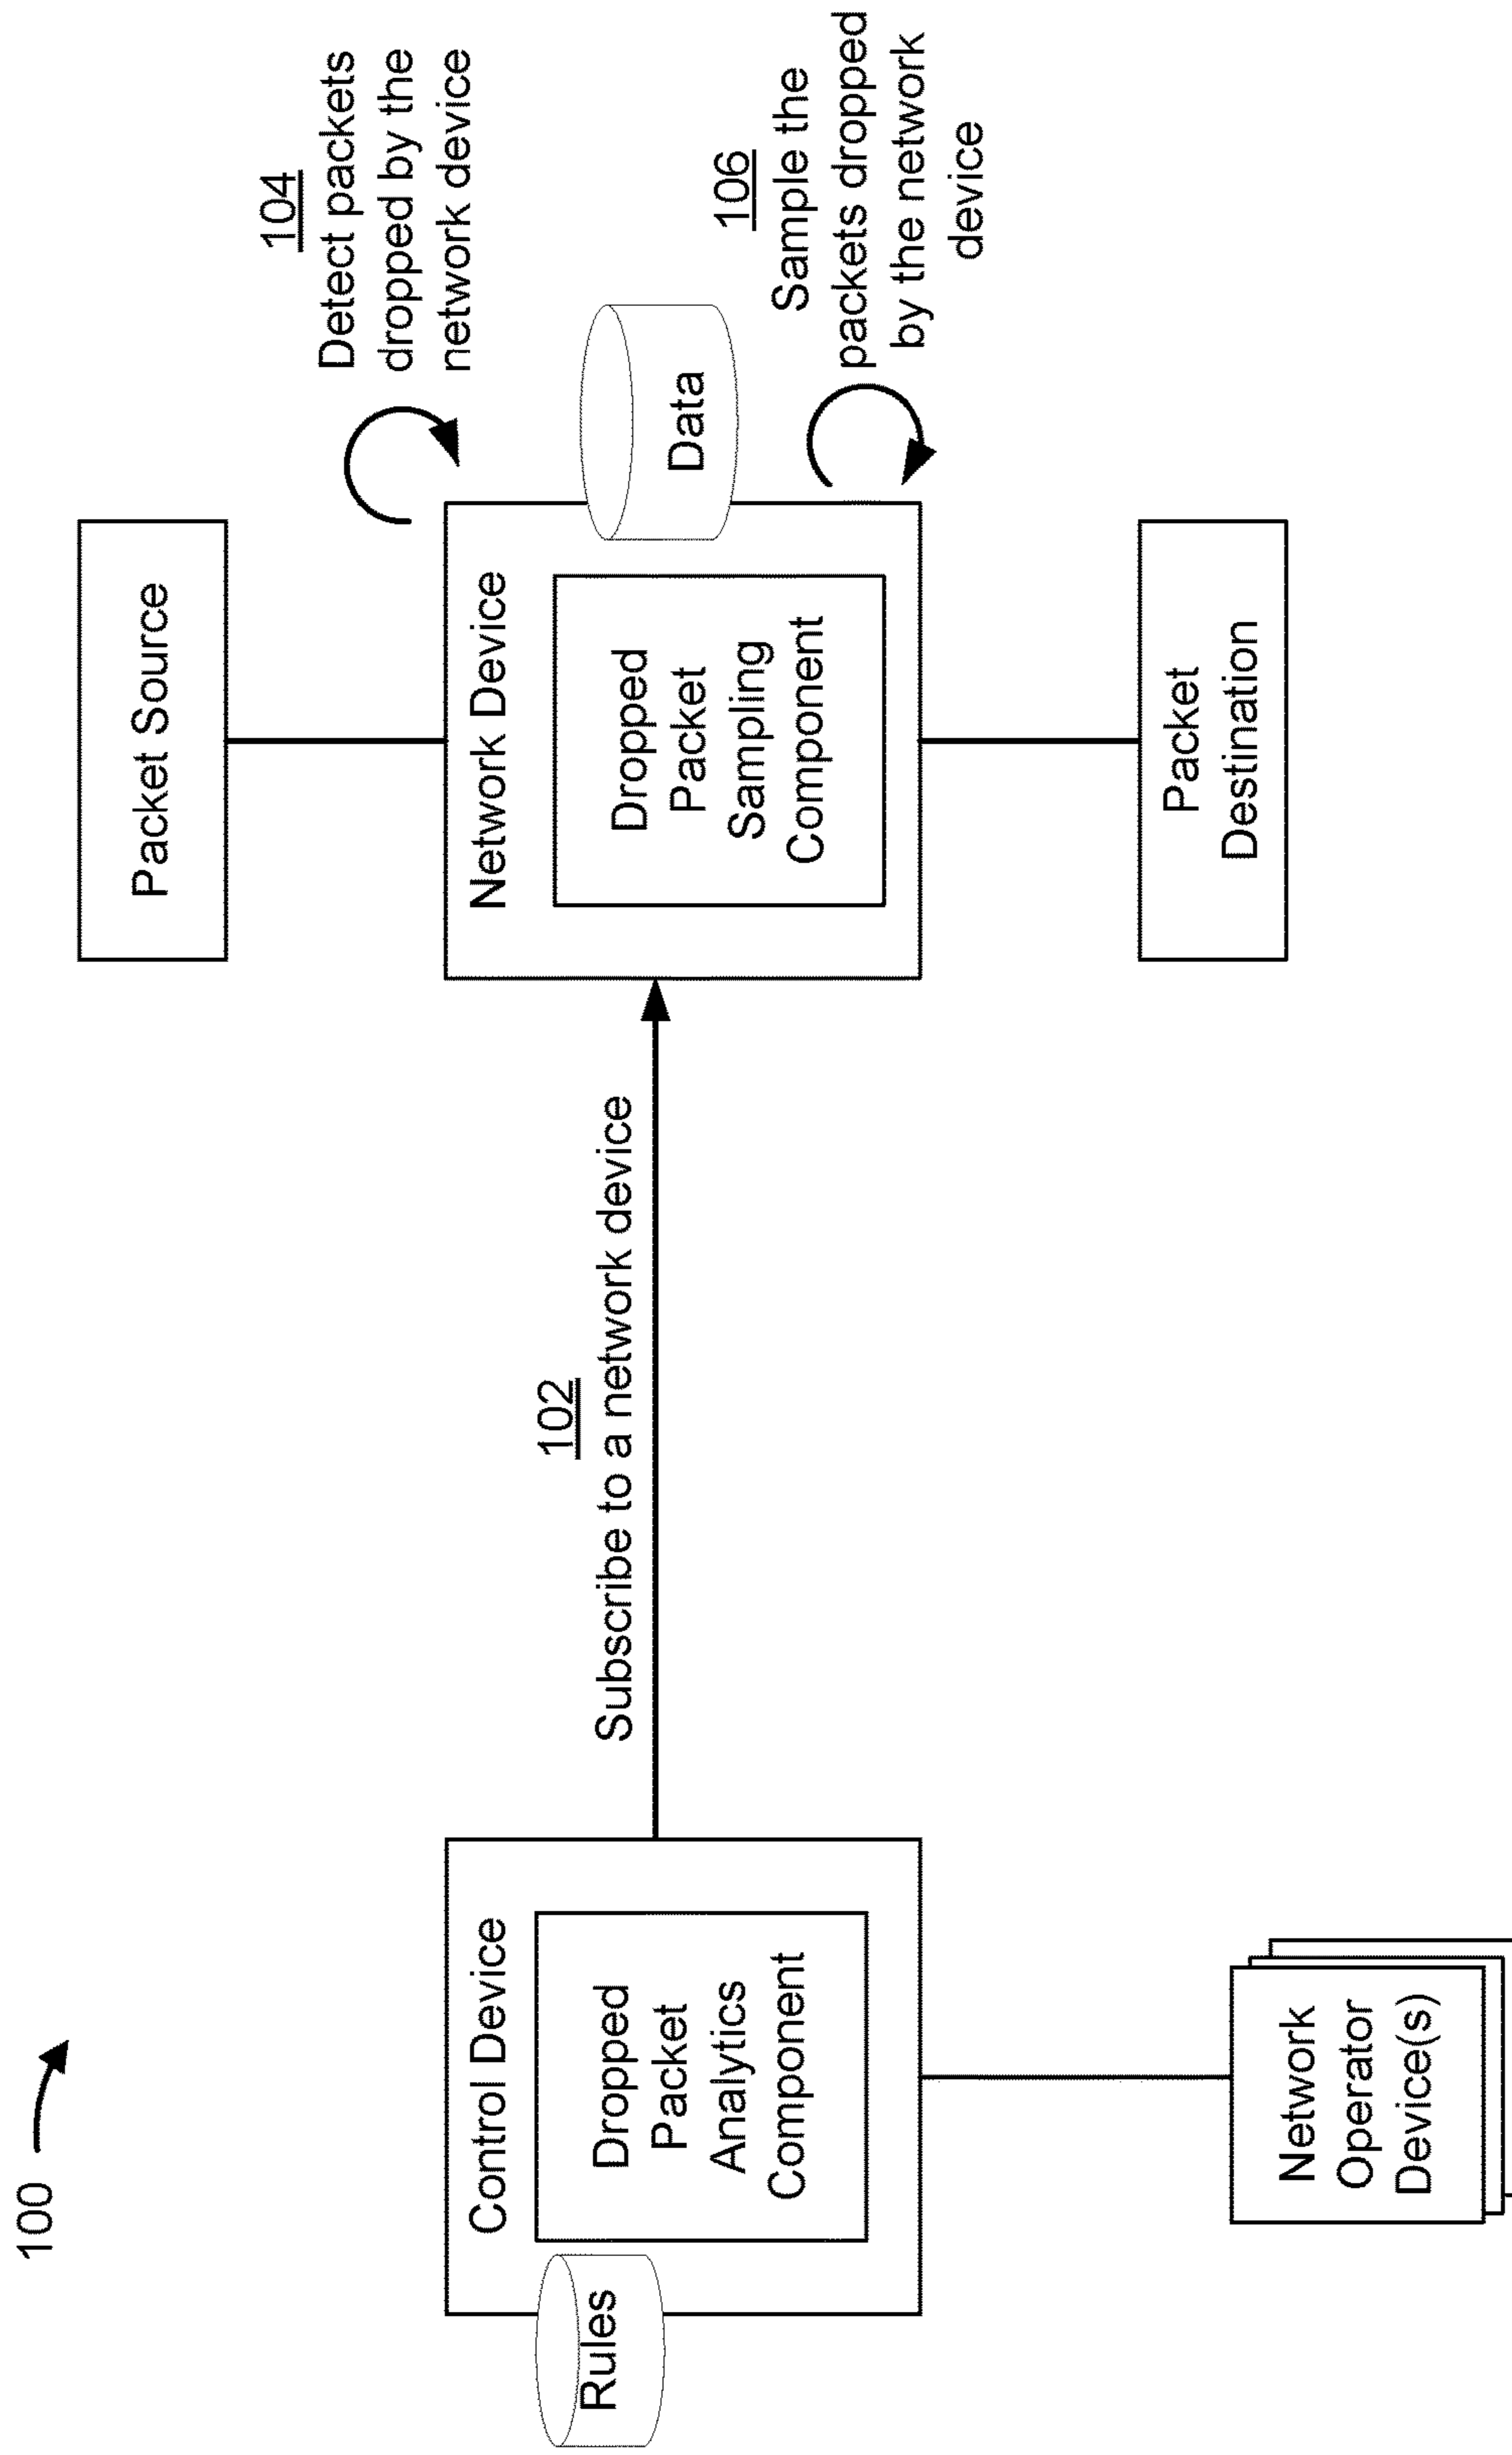 100
Rules
Control Device
Dropped
Packet
Analytics
Component
Network
Operator
Device(s)
102
Subscribe to a network device
Packet Source
Network Device
Dropped
Packet
Sampling
Component
Data
Packet
Destination
104
Detect packets
dropped by the
network device
106
Sample the
packets dropped
by the network
device